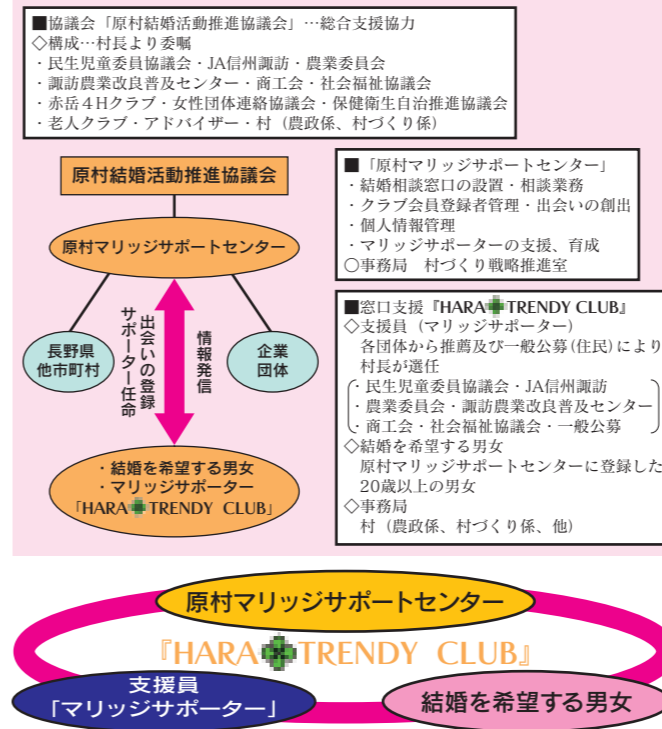 ■協議会「原村結婚活動推進協議会」…総合支援協力
◇構成…村長より委嘱
・民生児童委員協議会・JA信州諏訪・農業委員会
・諏訪農業改良普及センター・商工会・社会福祉協議会
・赤岳4Hクラブ・女性団体連絡協議会・保健衛生自治推進協議会
・老人クラブ・アドバイザー・村（農政係、村づくり係）
原村結婚活動推進協議会
原村マリッジサポートセンター
長野県
他市町村
サポーター任命
出会いの登録
情報発信
企業
団体
・結婚を希望する男女
・マリッジサポーター
「HARA TRENDY CLUB」
■「原村マリッジサポートセンター」
・結婚相談窓口の設置・相談業務
・クラブ会員登録者管理・出会いの創出
・個人情報管理
・マリッジサポーターの支援、育成
○事務局　村づくり戦略推進室
■窓口支援『HARA TRENDY CLUB』
◇支援員（マリッジサポーター）
各団体から推薦及び一般公募(住民)により
村長が選任
・民生児童委員協議会・JA信州諏訪
・農業委員会・諏訪農業改良普及センター
・商工会・社会福祉協議会・一般公募
◇結婚を希望する男女
原村マリッジサポートセンターに登録した
20歳以上の男女
◇事務局
村（農政係、村づくり係、他）
原村マリッジサポートセンター
『HARA TRENDY CLUB』
支援員
「マリッジサポーター」
結婚を希望する男女